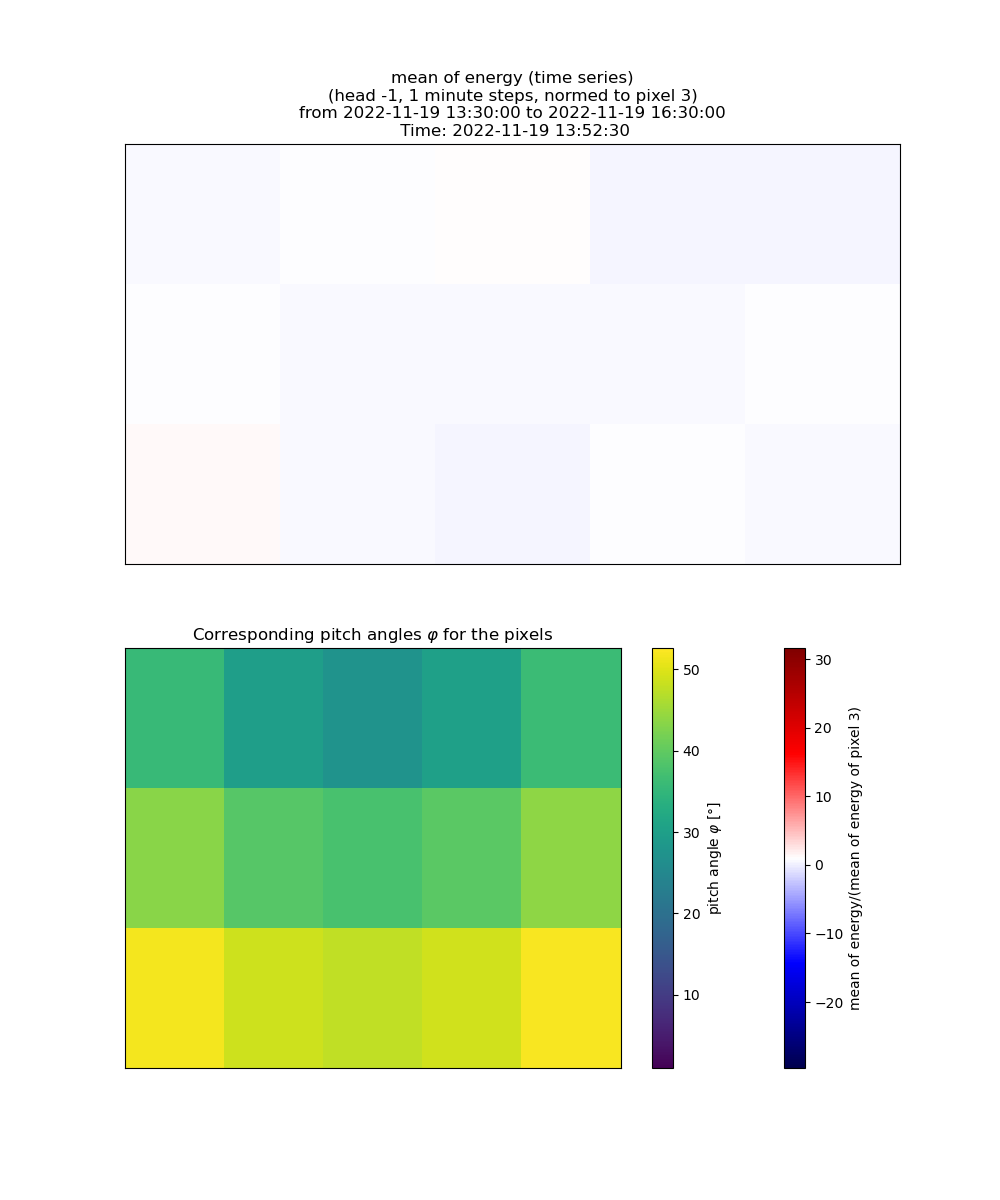 mean of energy (time series)
(head -1, 1 minute steps, normed to pixel 3)
from 2022-11-19 13:30:00 to 2022-11-19 16:30:00
Time: 2022-11-19 13:52:30
Corresponding pitch angles φ for the pixels
50
40
30
20
10
pitch angle φ [°]
30
20
10
0
−10
−20
mean of energy/(mean of energy of pixel 3)